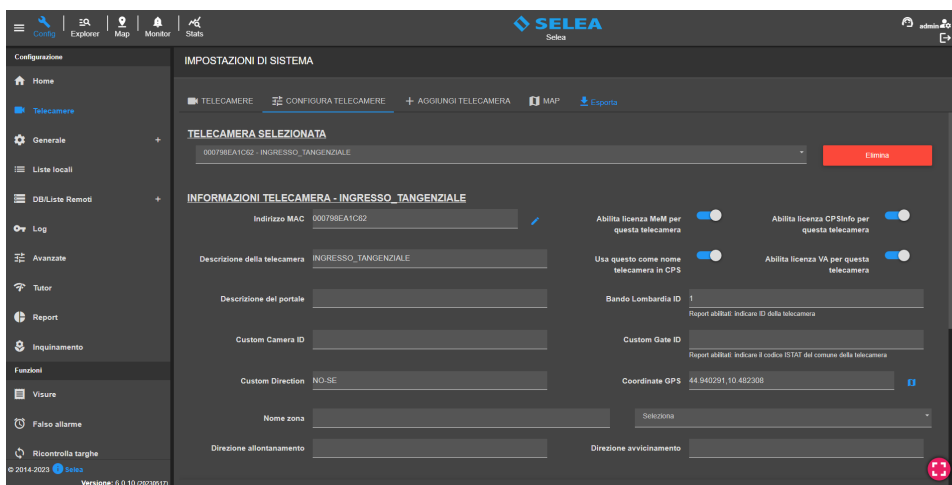 Config
Explorer
Map
Monitor
Stats
SELEA
Selea
admin
Configurazione
Home
Telecamere
Generale +
Liste locali
DB/Liste Remoti +
Log
Avanzate
Tutor
Report
Inquinamento
Funzioni
Visure
Falso allarme
Ricontrolla targhe
© 2014-2023 Selea
Versione: 6.0.10 (20230517)
IMPOSTAZIONI DI SISTEMA
TELECAMERE
CONFIGURA TELECAMERE
+ AGGIUNGI TELECAMERA
MAP
Esporta
TELECAMERA SELEZIONATA
000798EA1C62 - INGRESSO_TANGENZIALE
Elimina
INFORMAZIONI TELECAMERA - INGRESSO_TANGENZIALE
Indirizzo MAC 000798EA1C62
Abilita licenza MeM per
questa telecamera
Abilita licenza CPSInfo per
questa telecamera
Descrizione della telecamera INGRESSO_TANGENZIALE
Usa questo come nome
telecamera in CPS
Abilita licenza VA per questa
telecamera
Descrizione del portale
Bando Lombardia ID 1
Report abilitati: indicare ID della telecamera
Custom Camera ID
Custom Gate ID
Report abilitati: indicare il codice ISTAT del comune della telecamera
Custom Direction NO-SE
Coordinate GPS 44.940291,10.482308
Nome zona
Seleziona
Direzione allontanamento
Direzione avvicinamento